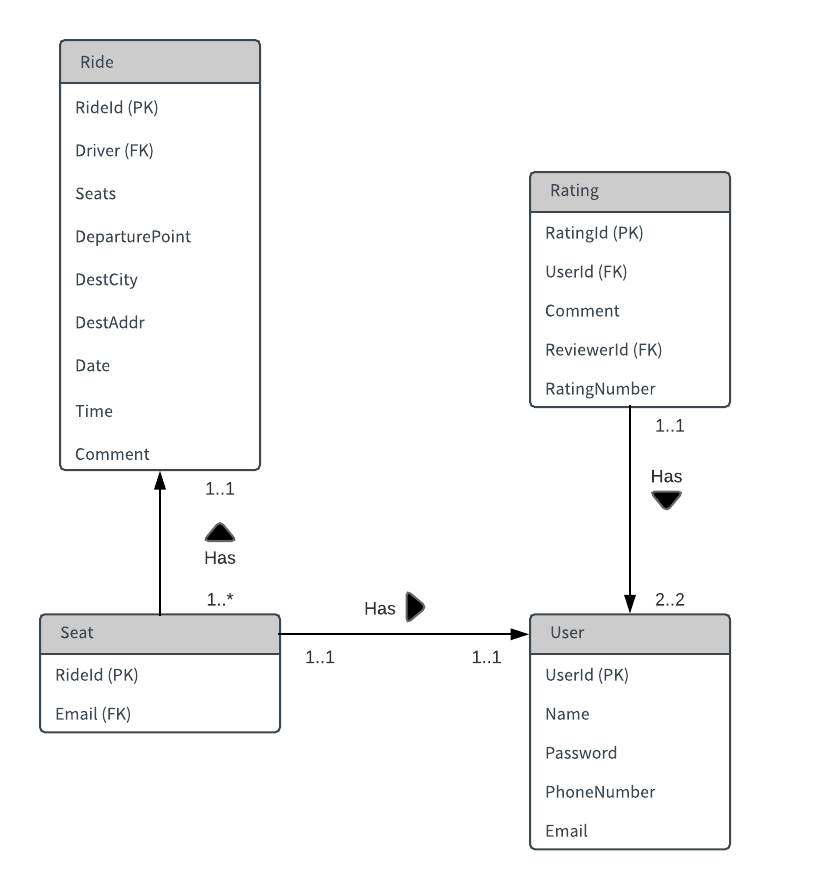 Ride
RideId (PK)
Driver (FK)
Seats
DeparturePoint
DestCity
DestAddr
Date
Time
Comment
1..1
Has
1..*
Seat
RideId (PK)
Email (FK)
Has
1..1
1..1
Rating
RatingId (PK)
UserId (FK)
Comment
ReviewerId (FK)
RatingNumber
1..1
Has
2..2
User
UserId (PK)
Name
Password
PhoneNumber
Email